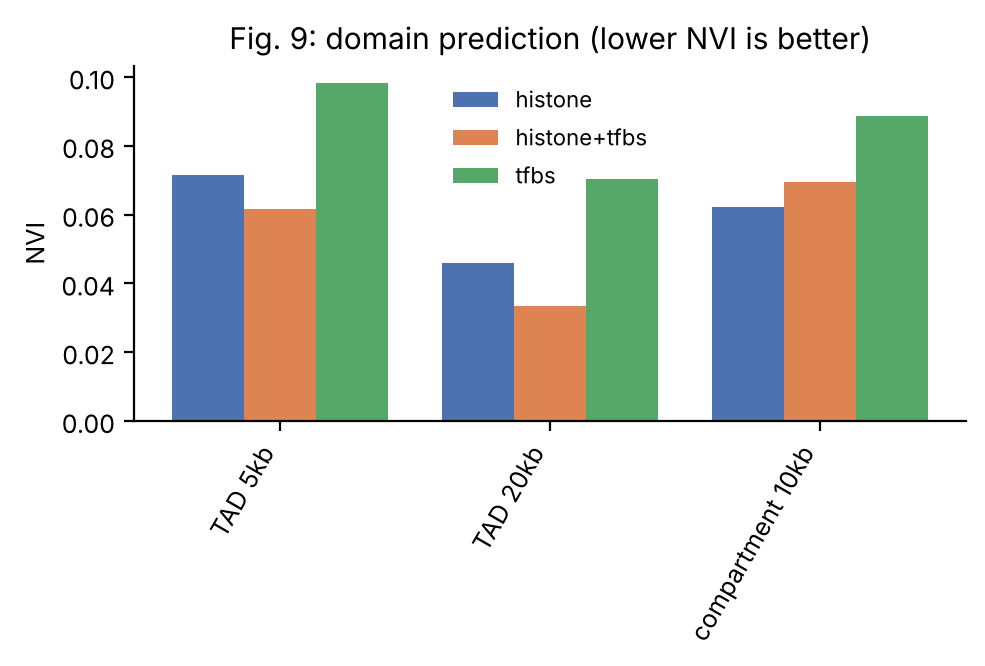 Fig. 9: domain prediction (lower NVI is better)
histone
histone+tfbs
tfbs
NVI
0.10
0.08
0.06
0.04
0.02
0.00
TAD 5kb
TAD 20kb
compartment 10kb